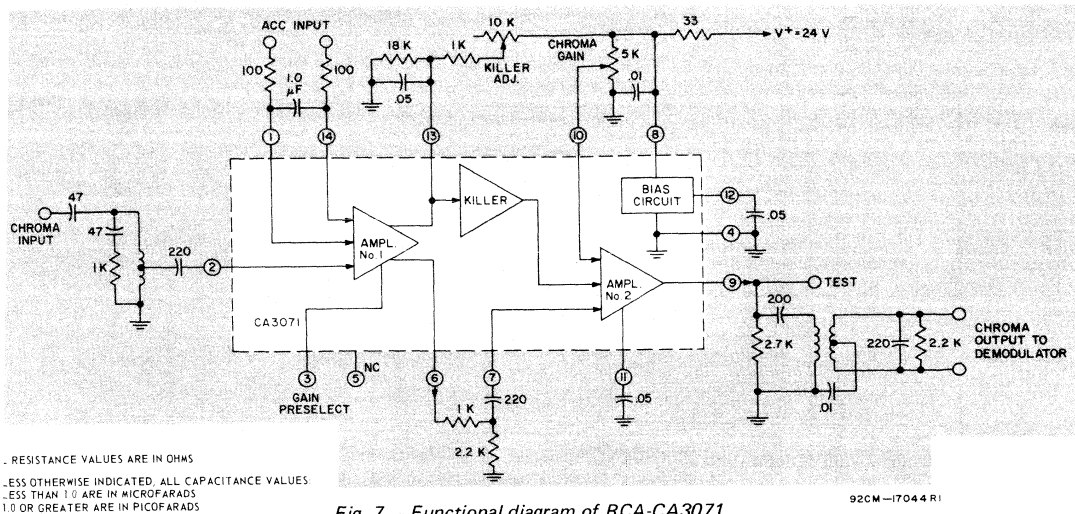 ACC INPUT
100
1.0
μF
100
18 K
.05
1 K
10 K
KILLER
ADJ.
CHROMA
GAIN
5 K
.01
33
V+ = 24 V
1
14
13
10
8
47
CHROMA
INPUT
47
1 K
220
2
AMPL.
No. 1
KILLER
BIAS
CIRCUIT
12
.05
4
AMPL.
No. 2
9
TEST
CA3071
200
2.7 K
220
2.2 K
.01
CHROMA
OUTPUT TO
DEMODULATOR
3
GAIN
PRESELECT
5
NC
6
7
11
1 K
220
.05
2.2 K
RESISTANCE VALUES ARE IN OHMS
LESS OTHERWISE INDICATED, ALL CAPACITANCE VALUES
LESS THAN 1.0 ARE IN MICROFARADS
1.0 OR GREATER ARE IN PICOFARADS
92CM-17044 R1
Fig. 7 - Functional diagram of RCA-CA3071